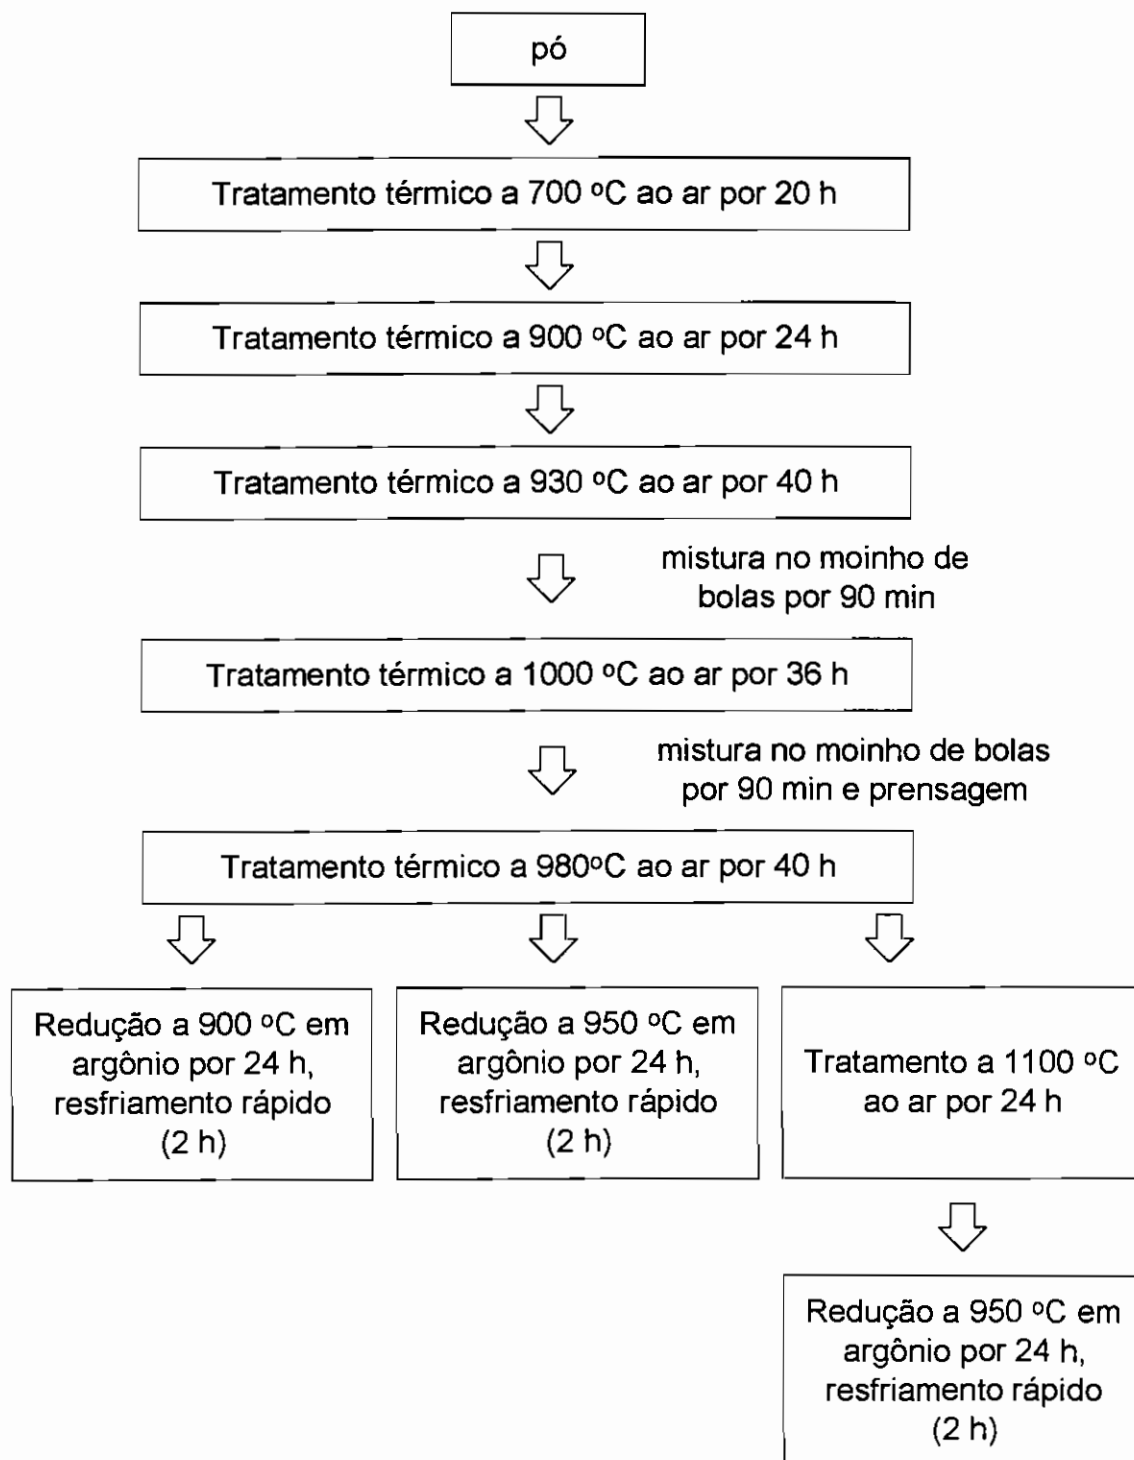 pó
Tratamento térmico a 700 ºC ao ar por 20 h
Tratamento térmico a 900 ºC ao ar por 24 h
Tratamento térmico a 930 ºC ao ar por 40 h
mistura no moinho de
bolas por 90 min
Tratamento térmico a 1000 ºC ao ar por 36 h
mistura no moinho de bolas
por 90 min e prensagem
Tratamento térmico a 980ºC ao ar por 40 h
Redução a 900 ºC em
argônio por 24 h,
resfriamento rápido
(2 h)
Redução a 950 ºC em
argônio por 24 h,
resfriamento rápido
(2 h)
Tratamento a 1100 ºC
ao ar por 24 h
Redução a 950 ºC em
argônio por 24 h,
resfriamento rápido
(2 h)